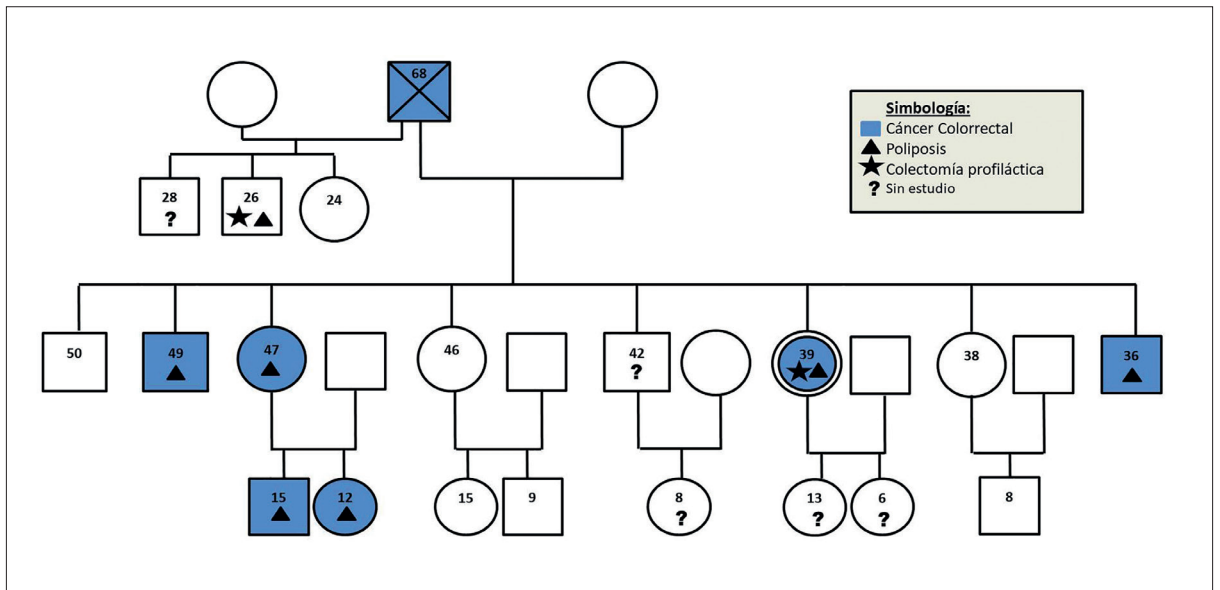 68
Simbología:
Cáncer Colorrectal
Poliposis
Colectomía profiláctica
? Sin estudio
28 26 24
?
50 49 47 46 42 39 38 36
?
15 12 15 9 8 13 6 8
? ? ?